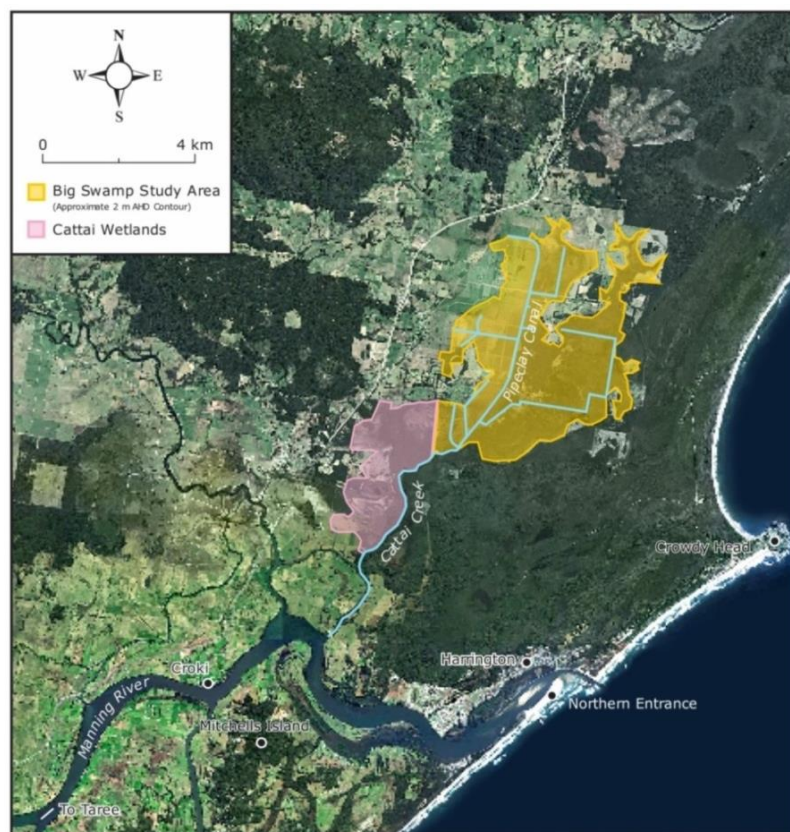 N
W E
S
0 4 km
Big Swamp Study Area
(Approximate 2 m AHD Contour)
Cattai Wetlands
Pipeclay Canal
Cattai Creek
Crowdy Head
Harrington
Croki
Northern Entrance
Manning River
Mitchells Island
To Taree